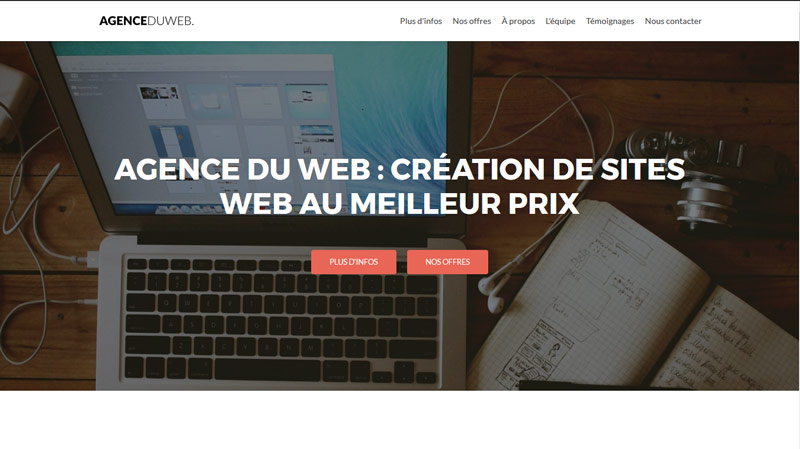 AGENCEDUWEB.
Plus d'infos Nos offres À propos L'équipe Témoignages Nous contacter
AGENCE DU WEB : CRÉATION DE SITES
WEB AU MEILLEUR PRIX
PLUS D'INFOS NOS OFFRES